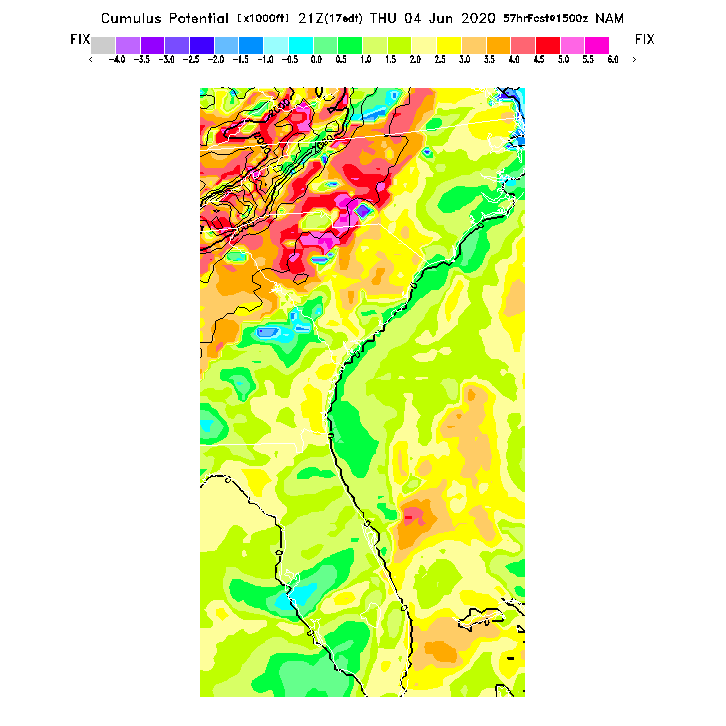 Cumulus Potential [x1000ft] 21Z(17edt) THU 04 Jun 2020 57hrFcst@1500z NAM
FIX FIX
< -4.0 -3.5 -3.0 -2.5 -2.0 -1.5 -1.0 -0.5 0.0 0.5 1.0 1.5 2.0 2.5 3.0 3.5 4.0 4.5 5.0 5.5 6.0 >